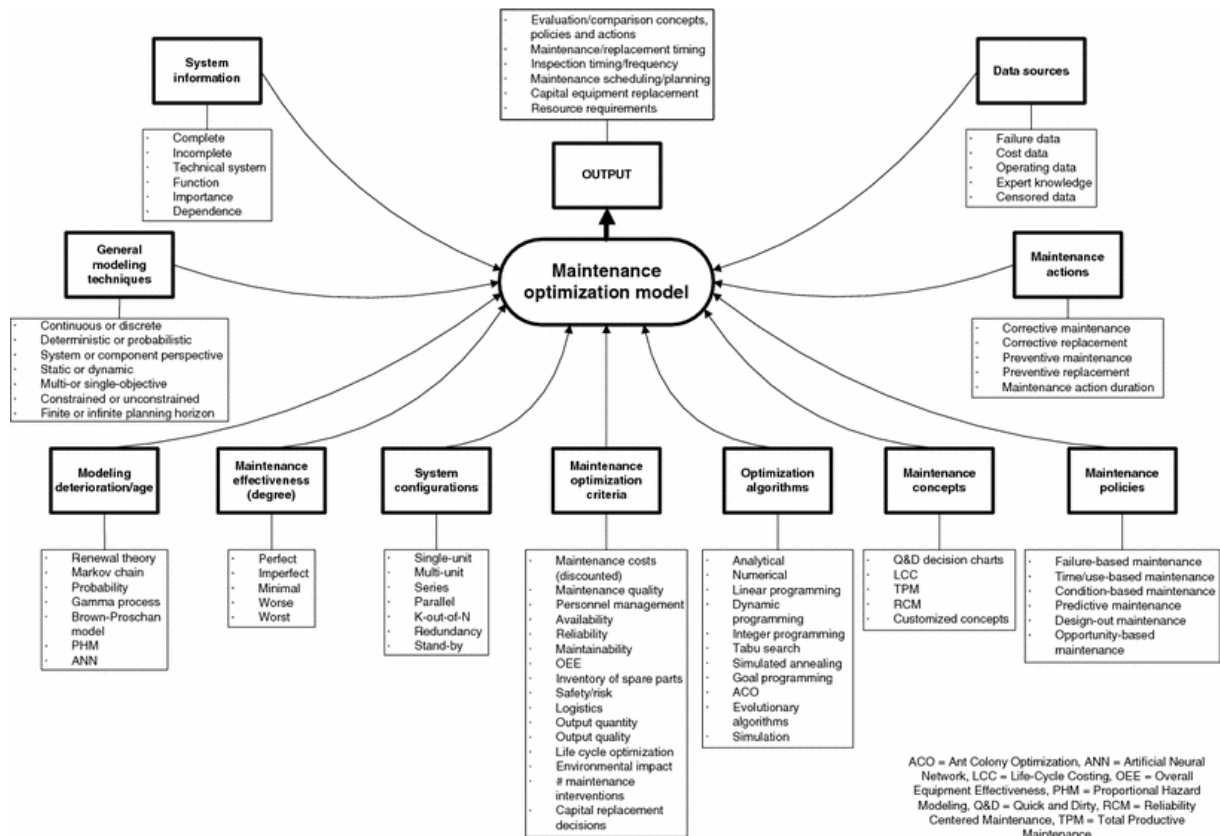 Evaluation/comparison concepts,
policies and actions
Maintenance/replacement timing
Inspection timing/frequency
Maintenance scheduling/planning
Capital equipment replacement
Resource requirements
OUTPUT
System
information
Complete
Incomplete
Technical system
Function
Importance
Dependence
Data sources
Failure data
Cost data
Operating data
Expert knowledge
Censored data
General
modeling
techniques
Continuous or discrete
Deterministic or probabilistic
System or component perspective
Static or dynamic
Multi-or single-objective
Constrained or unconstrained
Finite or infinite planning horizon
Maintenance
optimization model
Maintenance
actions
Corrective maintenance
Corrective replacement
Preventive maintenance
Preventive replacement
Maintenance action duration
Modeling
deterioration/age
Renewal theory
Markov chain
Probability
Gamma process
Brown-Proschan
model
PHM
ANN
Maintenance
effectiveness
(degree)
Perfect
Imperfect
Minimal
Worse
Worst
System
configurations
Single-unit
Multi-unit
Series
Parallel
K-out-of-N
Redundancy
Stand-by
Maintenance
optimization
criteria
Maintenance costs
(discounted)
Maintenance quality
Personnel management
Availability
Reliability
Maintainability
OEE
Inventory of spare parts
Safety/risk
Logistics
Output quantity
Output quality
Life cycle optimization
Environmental impact
# maintenance
interventions
Capital replacement
decisions
Optimization
algorithms
Analytical
Numerical
Linear programming
Dynamic
programming
Integer programming
Tabu search
Simulated annealing
Goal programming
ACO
Evolutionary
algorithms
Simulation
Maintenance
concepts
Q&D decision charts
LCC
TPM
RCM
Customized concepts
Maintenance
policies
Failure-based maintenance
Time/use-based maintenance
Condition-based maintenance
Predictive maintenance
Design-out maintenance
Opportunity-based
maintenance
ACO = Ant Colony Optimization, ANN = Artificial Neural
Network, LCC = Life-Cycle Costing, OEE = Overall
Equipment Effectiveness, PHM = Proportional Hazard
Modeling, Q&D = Quick and Dirty, RCM = Reliability
Centered Maintenance, TPM = Total Productive
Maintenance